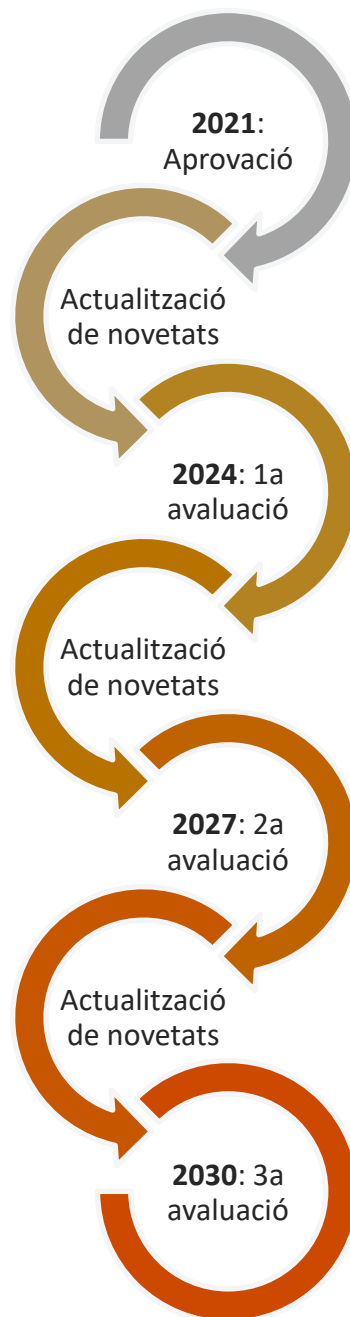 2021:
Aprovació
Actualització
de novetats
2024: 1a
avaluació
Actualització
de novetats
2027: 2a
avaluació
Actualització
de novetats
2030: 3a
avaluació